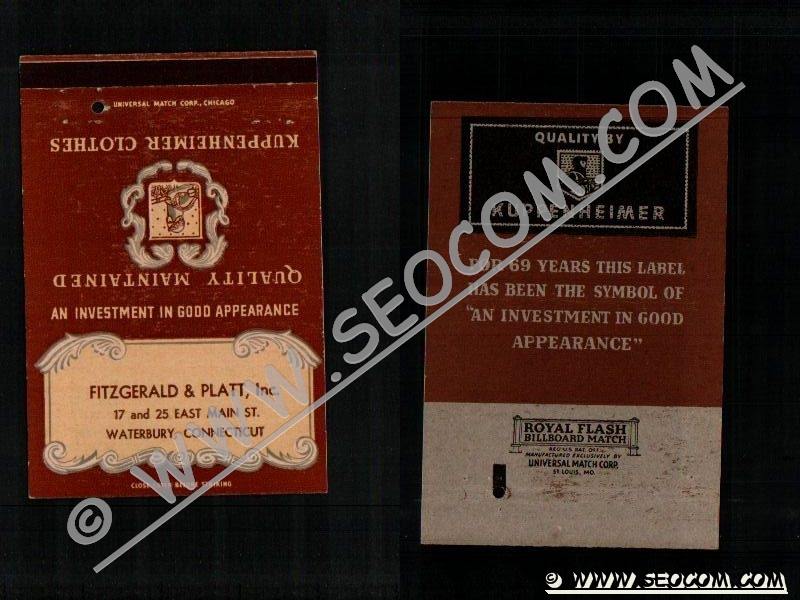 UNIVERSAL MATCH CORP., CHICAGO
KUPPENHEIMER CLOTHES
QUALITY MAINTAINED
AN INVESTMENT IN GOOD APPEARANCE
FITZGERALD & PLATT, Inc.
17 and 25 EAST MAIN ST.
WATERBURY, CONNECTICUT
CLOSE COVER BEFORE STRIKING
QUALITY BY
KUPPENHEIMER
FOR 69 YEARS THIS LABEL
HAS BEEN THE SYMBOL OF
"AN INVESTMENT IN GOOD
APPEARANCE"
ROYAL FLASH
BILLBOARD MATCH
REG. U.S. PAT. OFF.
MANUFACTURED EXCLUSIVELY BY
UNIVERSAL MATCH CORP.
ST. LOUIS, MO.
© WWW.SEOCOM.COM
© WWW.SEOCOM.COM